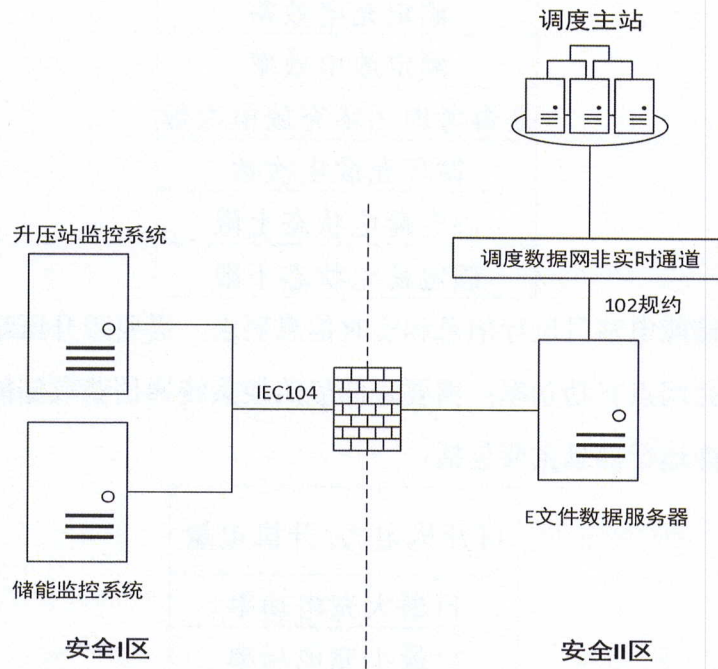 调度主站
升压站监控系统
调度数据网非实时通道
102规约
IEC104
E文件数据服务器
储能监控系统
安全I区
安全II区